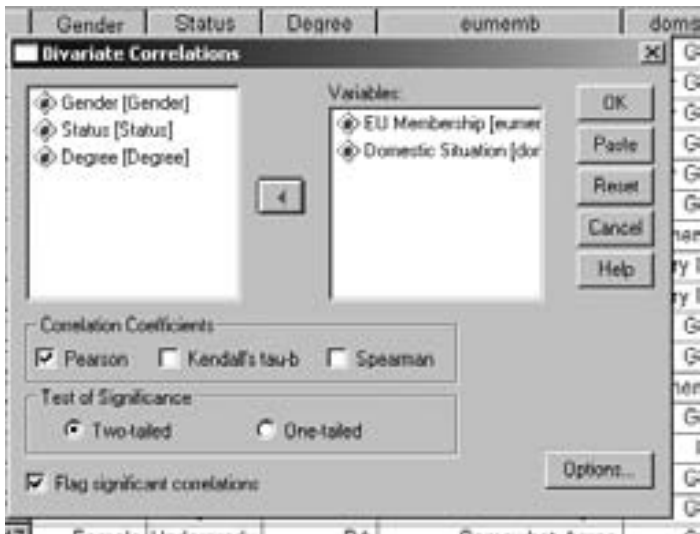 Gender Status Degree eumemb domis
Bivariate Correlations
Gender [Gender]
Status [Status]
Degree [Degree]
Variables:
EU Membership [eumer
Domestic Situation [dor
OK
Paste
Reset
Cancel
Help
Correlation Coefficients
Pearson Kendall's tau-b Spearman
Test of Significance
Two-tailed One-tailed
Flag significant correlations
Options...